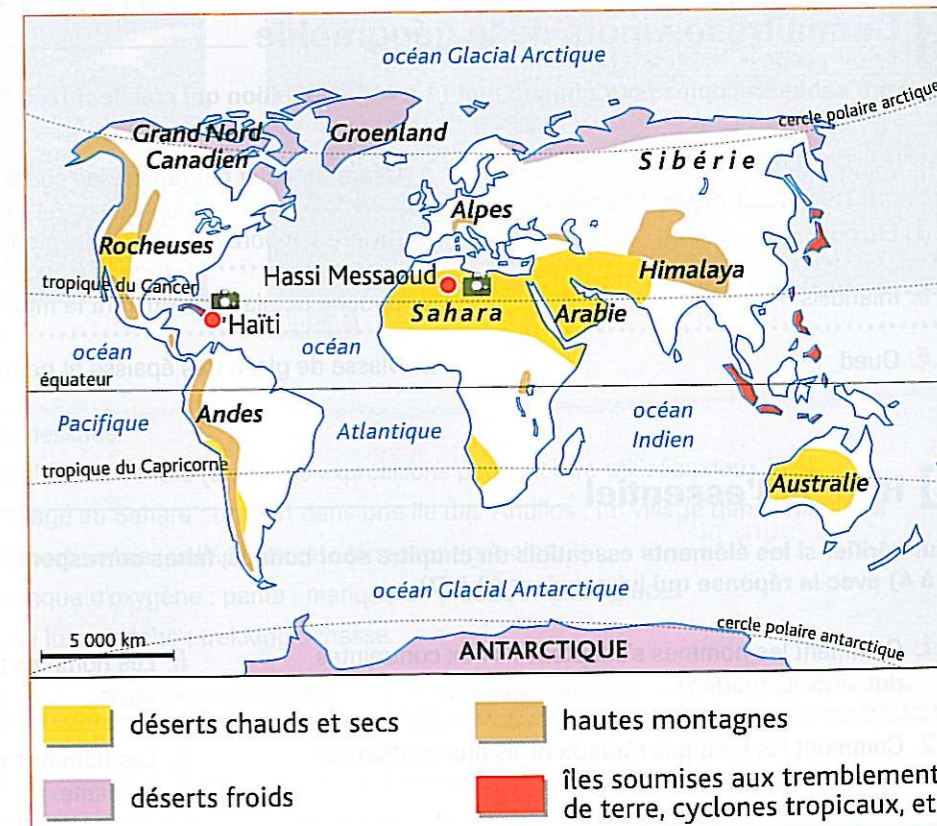 océan Glacial Arctique
cercle polaire arctique
Grand Nord
Canadien
Groenland
Sibérie
Alpes
Rocheuses
Hassi Messaoud
Himalaya
tropique du Cancer
Sahara
Arabie
Haïti
océan
océan
équateur
Andes
océan
Pacifique
Atlantique
Indien
tropique du Capricorne
Australie
océan Glacial Antarctique
5 000 km
cercle polaire antarctique
ANTARCTIQUE
déserts chauds et secs
hautes montagnes
déserts froids
îles soumises aux tremblement
de terre, cyclones tropicaux, et